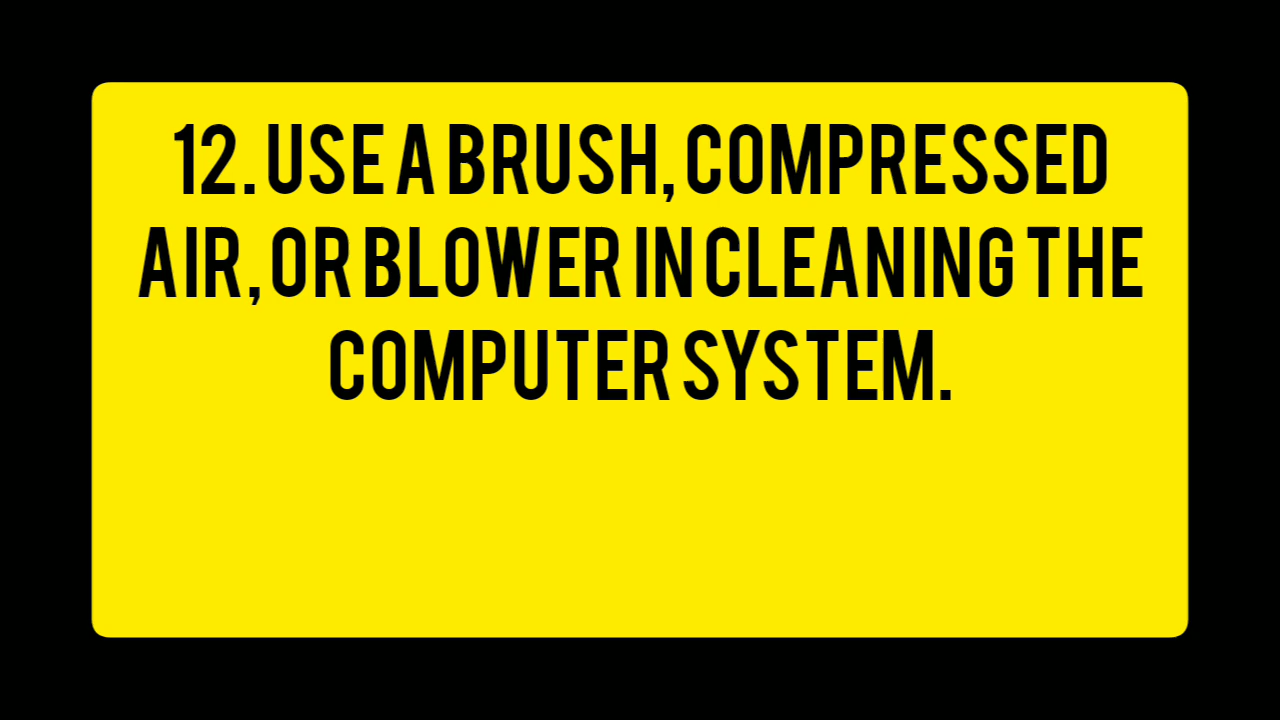 12. USE A BRUSH, COMPRESSED
AIR, OR BLOWER IN CLEANING THE
COMPUTER SYSTEM.